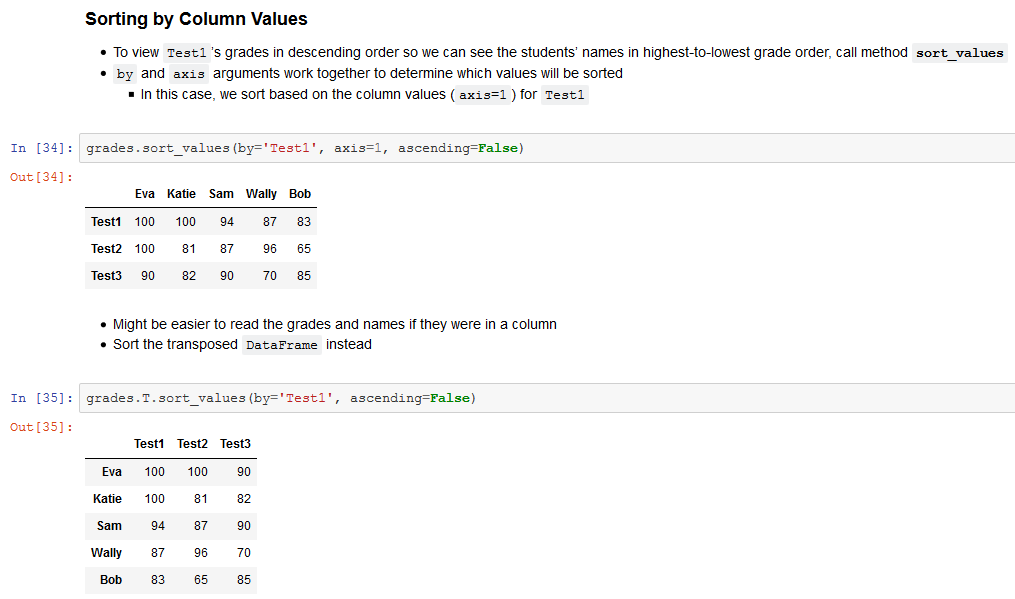 Sorting by Column Values
• To view Test1 's grades in descending order so we can see the students’ names in highest-to-lowest grade order, call method sort_values
• by and axis arguments work together to determine which values will be sorted
▪ In this case, we sort based on the column values ( axis=1 ) for Test1
In [34]: grades.sort_values(by='Test1', axis=1, ascending=False)
Out[34]:
Eva Katie Sam Wally Bob
Test1 100 100 94 87 83
Test2 100 81 87 96 65
Test3 90 82 90 70 85
• Might be easier to read the grades and names if they were in a column
• Sort the transposed DataFrame instead
In [35]: grades.T.sort_values(by='Test1', ascending=False)
Out[35]:
Test1 Test2 Test3
Eva 100 100 90
Katie 100 81 82
Sam 94 87 90
Wally 87 96 70
Bob 83 65 85